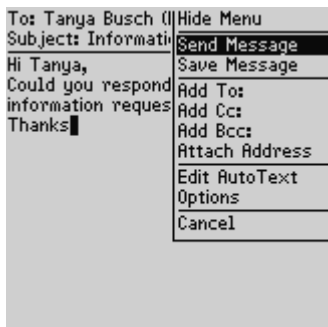 To: Tanya Busch (
Subject: Informati
Hi Tanya,
Could you respond
information reques
Thanks
Hide Menu
Send Message
Save Message
Add To:
Add Cc:
Add Bcc:
Attach Address
Edit AutoText
Options
Cancel